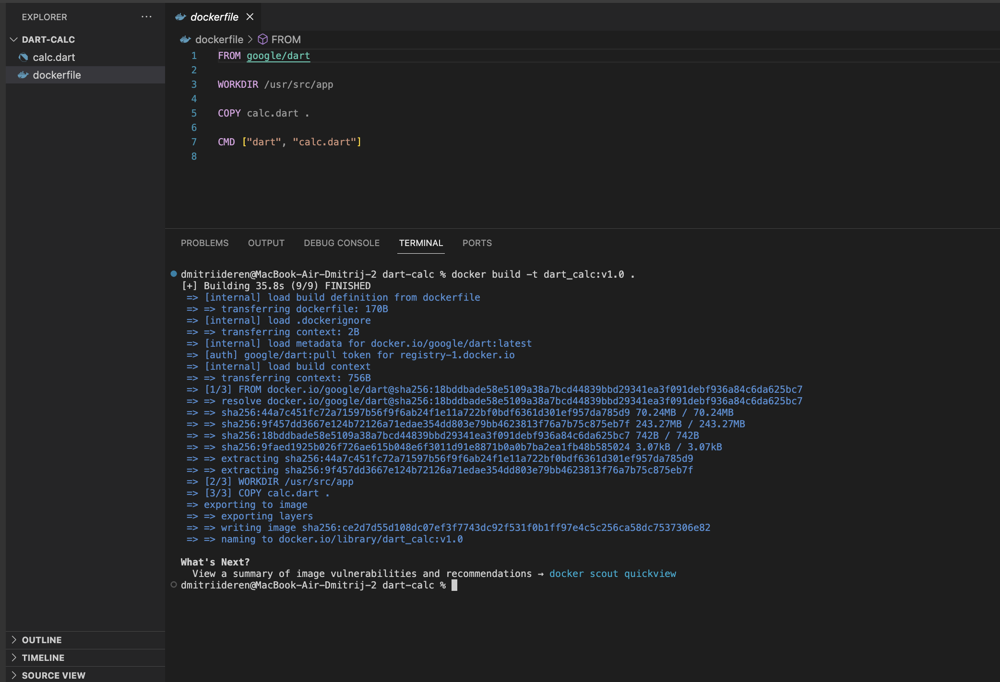 EXPLORER
DART-CALC
calc.dart
dockerfile
OUTLINE
TIMELINE
SOURCE VIEW
dockerfile
dockerfile > FROM
1 FROM google/dart
2
3 WORKDIR /usr/src/app
4
5 COPY calc.dart .
6
7 CMD ["dart", "calc.dart"]
8
PROBLEMS OUTPUT DEBUG CONSOLE TERMINAL PORTS
dmitriideren@MacBook-Air-Dmitrij-2 dart-calc % docker build -t dart_calc:v1.0 .
[+] Building 35.8s (9/9) FINISHED
=> [internal] load build definition from dockerfile
=> => transferring dockerfile: 170B
=> [internal] load .dockerignore
=> => transferring context: 2B
=> [internal] load metadata for docker.io/google/dart:latest
=> [auth] google/dart:pull token for registry-1.docker.io
=> [internal] load build context
=> => transferring context: 756B
=> [1/3] FROM docker.io/google/dart@sha256:18bddbade58e5109a38a7bcd44839bbd29341ea3f091debf936a84c6da625bc7
=> => resolve docker.io/google/dart@sha256:18bddbade58e5109a38a7bcd44839bbd29341ea3f091debf936a84c6da625bc7
=> => sha256:44a7c451fc72a71597b56f9f6ab24f1e11a722bf0bdf6361d301ef957da785d9 70.24MB / 70.24MB
=> => sha256:9f457dd3667e124b72126a71edae354dd803e79bb4623813f76a7b75c875eb7f 243.27MB / 243.27MB
=> => sha256:18bddbade58e5109a38a7bcd44839bbd29341ea3f091debf936a84c6da625bc7 742B / 742B
=> => sha256:9faed1925b026f726ae615b048e6f3011d91e8871b0a0b7ba2ea1fb48b585024 3.07kB / 3.07kB
=> => extracting sha256:44a7c451fc72a71597b56f9f6ab24f1e11a722bf0bdf6361d301ef957da785d9
=> => extracting sha256:9f457dd3667e124b72126a71edae354dd803e79bb4623813f76a7b75c875eb7f
=> [2/3] WORKDIR /usr/src/app
=> [3/3] COPY calc.dart .
=> exporting to image
=> => exporting layers
=> => writing image sha256:ce2d7d55d108dc07ef3f7743dc92f531f0b1ff97e4c5c256ca58dc7537306e82
=> => naming to docker.io/library/dart_calc:v1.0
What's Next?
View a summary of image vulnerabilities and recommendations → docker scout quickview
dmitriideren@MacBook-Air-Dmitrij-2 dart-calc %